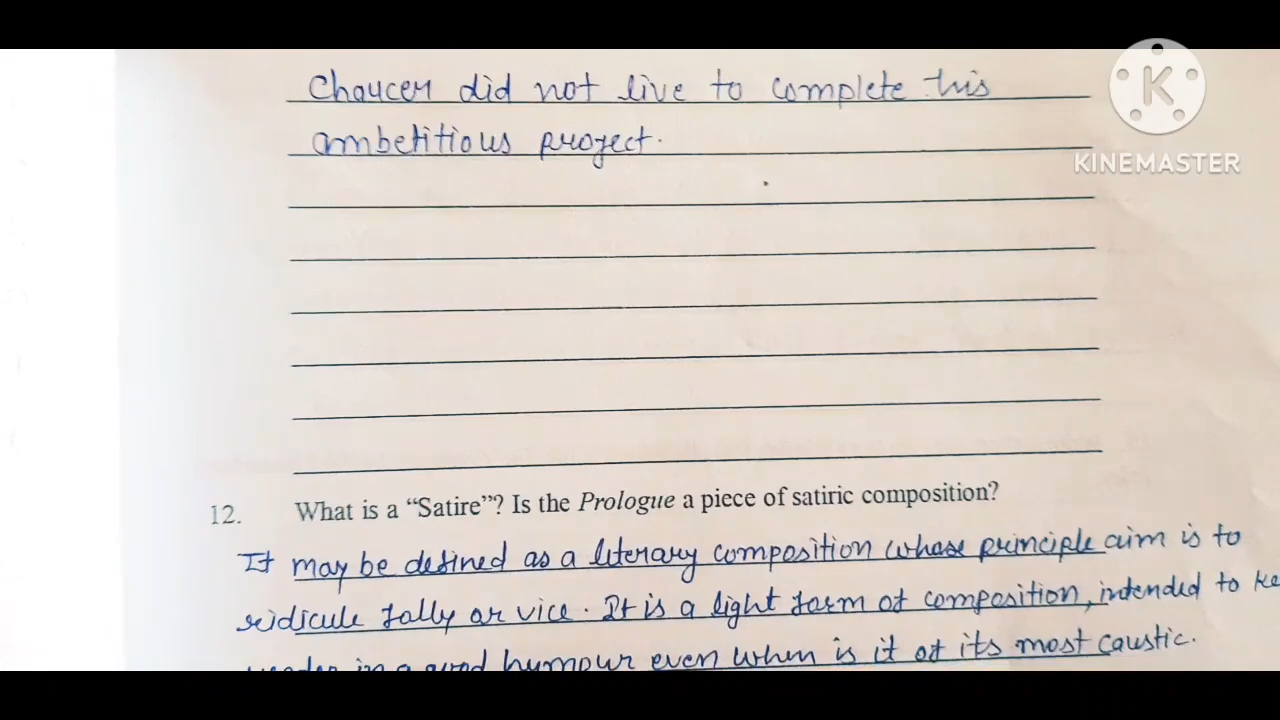 Chaucer did not live to complete this
ambetitious project.
K
KINEMASTER
12. What is a “Satire”? Is the Prologue a piece of satiric composition?
It may be defined as a literary composition whose principle aim is to
ridicule folly or vice. It is a light form of composition, intended to
in a good humour even when is it at its most caustic.